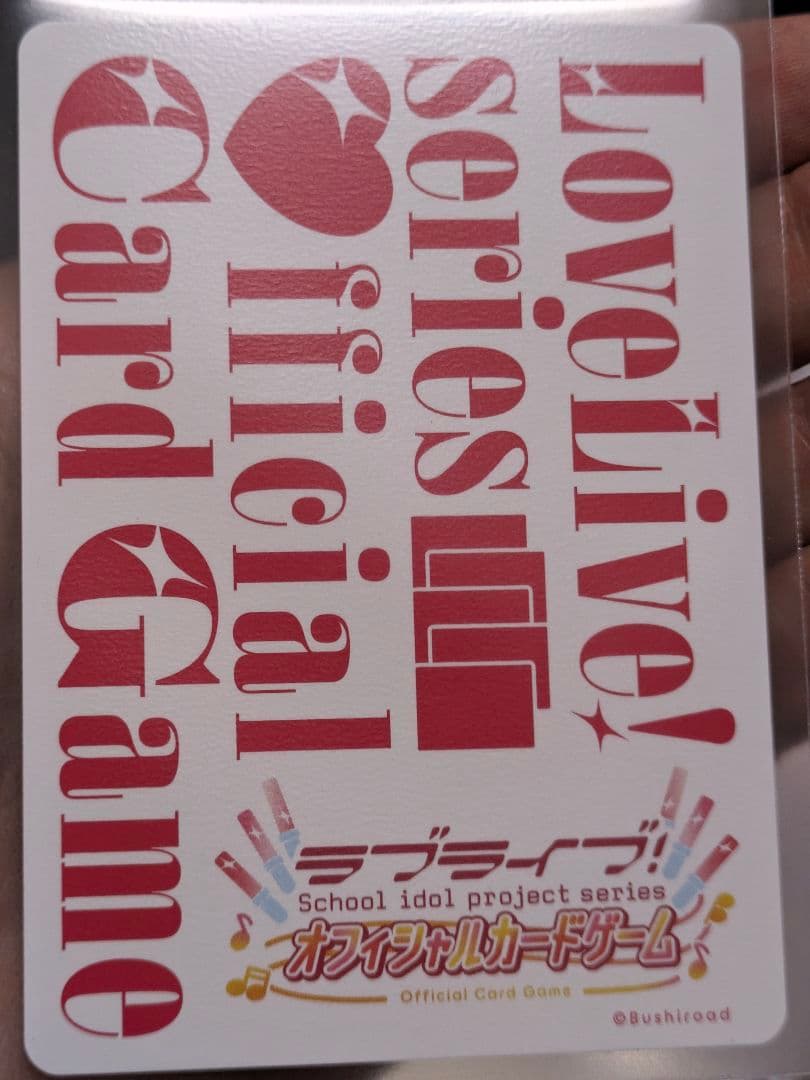 LoveLive!
series
♥fficial
Card Game
ラブライブ!
School idol project series
オフィシャルカードゲーム
Official Card Game
©Bushiroad